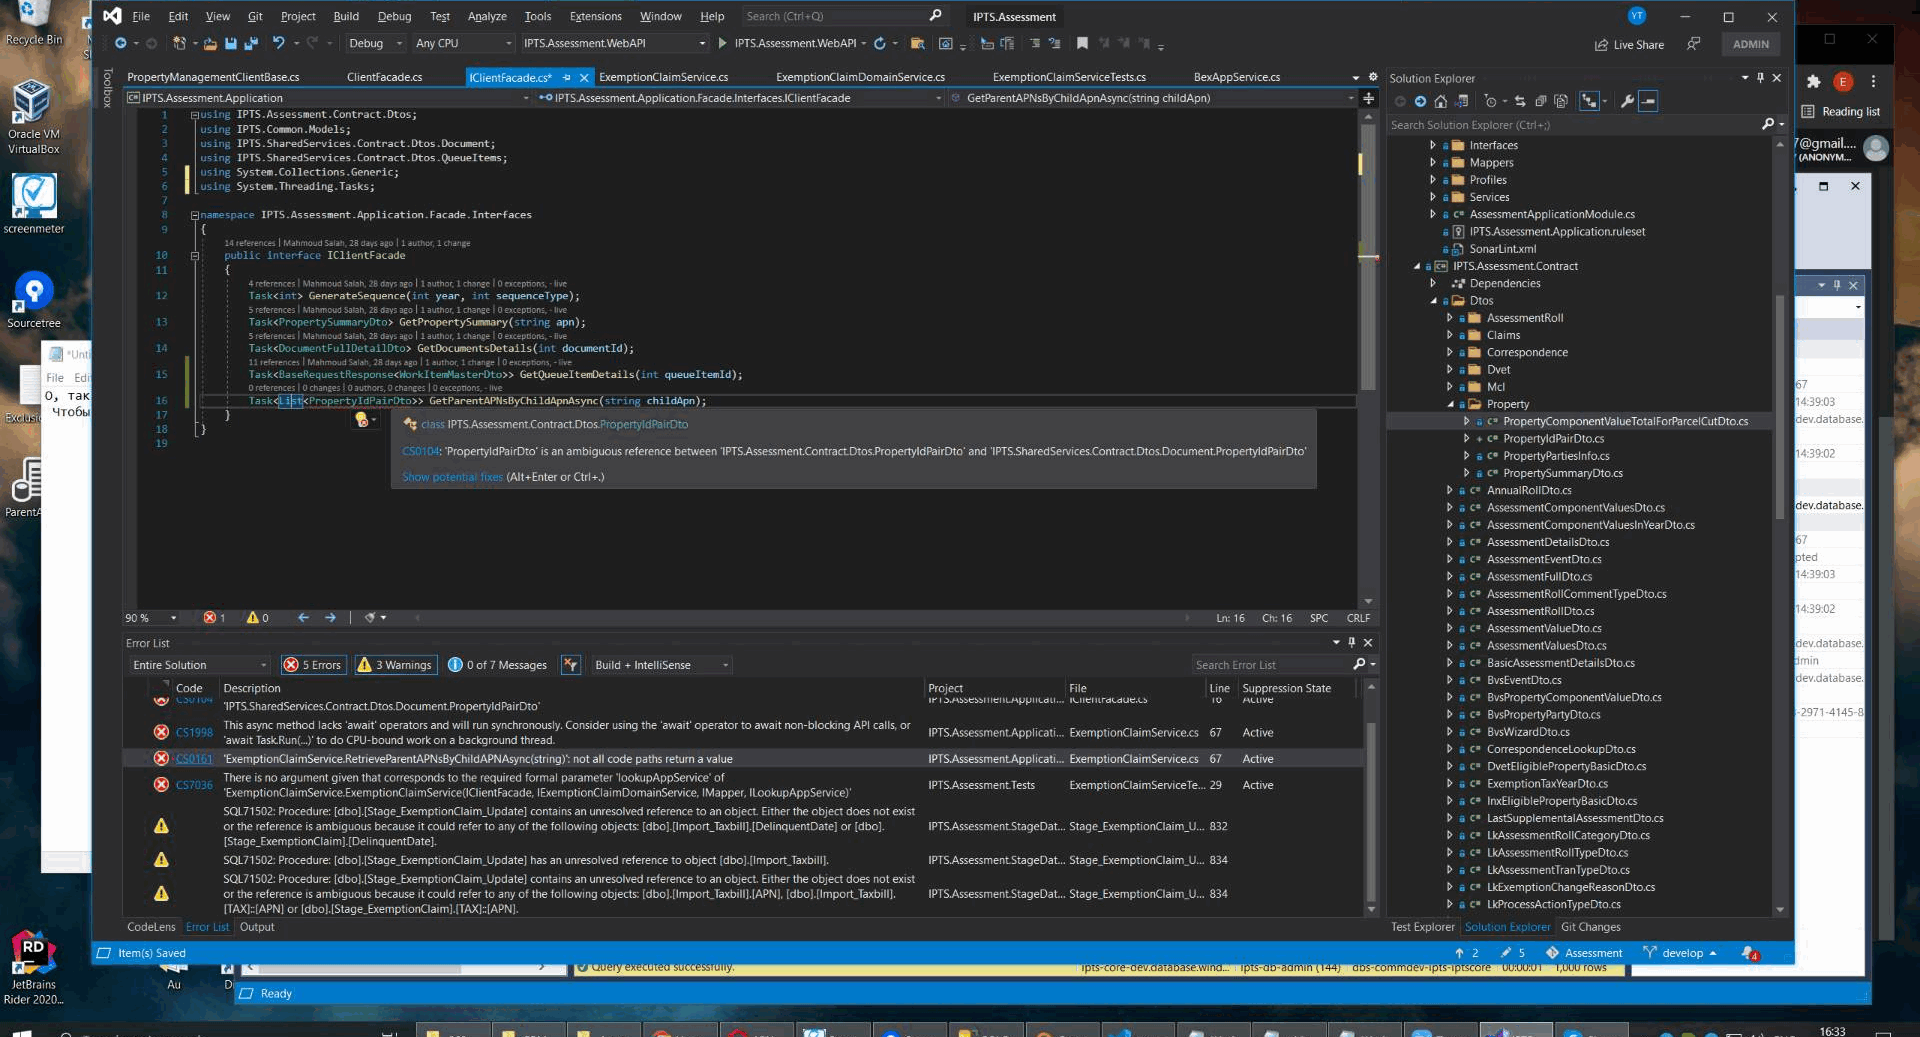 Recycle Bin
Oracle VM
VirtualBox
screenmeter
Sourcetree
JetBrains
Rider 2020...
File Edit View Git Project Build Debug Test Analyze Tools Extensions Window Help Search (Ctrl+Q) IPTS.Assessment YT
Debug Any CPU IPTS.Assessment.WebAPI IPTS.Assessment.WebAPI Live Share ADMIN
Toolbox
PropertyManagementClientBase.cs ClientFacade.cs IClientFacade.cs* ExemptionClaimService.cs ExemptionClaimDomainService.cs ExemptionClaimServiceTests.cs BexAppService.cs
IPTS.Assessment.Application IPTS.Assessment.Application.Facade.Interfaces.IClientFacade GetParentAPNsByChildApnAsync(string childApn)
1 using IPTS.Assessment.Contract.Dtos;
2 using IPTS.Common.Models;
3 using IPTS.SharedServices.Contract.Dtos.Document;
4 using IPTS.SharedServices.Contract.Dtos.QueueItems;
5 using System.Collections.Generic;
6 using System.Threading.Tasks;
7
8 namespace IPTS.Assessment.Application.Facade.Interfaces
9 {
14 references | Mahmoud Salah, 28 days ago | 1 author, 1 change
10 public interface IClientFacade
11 {
4 references | Mahmoud Salah, 28 days ago | 1 author, 1 change | 0 exceptions, - live
12 Task<int> GenerateSequence(int year, int sequenceType);
5 references | Mahmoud Salah, 28 days ago | 1 author, 1 change | 0 exceptions, - live
13 Task<PropertySummaryDto> GetPropertySummary(string apn);
5 references | Mahmoud Salah, 28 days ago | 1 author, 1 change | 0 exceptions, - live
14 Task<DocumentFullDetailDto> GetDocumentsDetails(int documentId);
11 references | Mahmoud Salah, 28 days ago | 1 author, 1 change | 0 exceptions, - live
15 Task<BaseRequestResponse<WorkItemMasterDto>> GetQueueItemDetails(int queueItemId);
0 references | 0 changes | 0 authors, 0 changes | 0 exceptions, - live
16 Task<List<PropertyIdPairDto>> GetParentAPNsByChildApnAsync(string childApn);
17 }
18 }
19
class IPTS.Assessment.Contract.Dtos.PropertyIdPairDto
CS0104: 'PropertyIdPairDto' is an ambiguous reference between 'IPTS.Assessment.Contract.Dtos.PropertyIdPairDto' and 'IPTS.SharedServices.Contract.Dtos.Document.PropertyIdPairDto'
Show potential fixes (Alt+Enter or Ctrl+.)
90 % 1 0 Ln: 16 Ch: 16 SPC CRLF
Error List
Entire Solution 5 Errors 3 Warnings 0 of 7 Messages Build + IntelliSense Search Error List
Code Description Project File Line Suppression State
CS0104 'IPTS.SharedServices.Contract.Dtos.Document.PropertyIdPairDto' IPTS.Assessment.Applicati... IClientFacade.cs 16 Active
CS1998 This async method lacks 'await' operators and will run synchronously. Consider using the 'await' operator to await non-blocking API calls, or
'await Task.Run(...)' to do CPU-bound work on a background thread. IPTS.Assessment.Applicati... ExemptionClaimService.cs 67 Active
CS0161 'ExemptionClaimService.RetrieveParentAPNsByChildAPNAsync(string)': not all code paths return a value IPTS.Assessment.Applicati... ExemptionClaimService.cs 67 Active
CS7036 There is no argument given that corresponds to the required formal parameter 'lookupAppService' of
'ExemptionClaimService.ExemptionClaimService(IClientFacade, IExemptionClaimDomainService, IMapper, ILookupAppService)' IPTS.Assessment.Tests ExemptionClaimServiceTe... 29 Active
SQL71502: Procedure: [dbo].[Stage_ExemptionClaim_Update] contains an unresolved reference to an object. Either the object does not exist
or the reference is ambiguous because it could refer to any of the following objects: [dbo].[Import_Taxbill].[DelinquentDate] or [dbo].
[Stage_ExemptionClaim].[DelinquentDate]. IPTS.Assessment.StageDat... Stage_ExemptionClaim_U... 832
SQL71502: Procedure: [dbo].[Stage_ExemptionClaim_Update] has an unresolved reference to object [dbo].[Import_Taxbill]. IPTS.Assessment.StageDat... Stage_ExemptionClaim_U... 834
SQL71502: Procedure: [dbo].[Stage_ExemptionClaim_Update] contains an unresolved reference to an object. Either the object does not exist
or the reference is ambiguous because it could refer to any of the following objects: [dbo].[Import_Taxbill].[APN], [dbo].[Import_Taxbill].
[TAX]::[APN] or [dbo].[Stage_ExemptionClaim].[TAX]::[APN]. IPTS.Assessment.StageDat... Stage_ExemptionClaim_U... 834
CodeLens Error List Output
Solution Explorer
Search Solution Explorer (Ctrl+;)
Interfaces
Mappers
Profiles
Services
AssessmentApplicationModule.cs
IPTS.Assessment.Application.ruleset
SonarLint.xml
IPTS.Assessment.Contract
Dependencies
Dtos
AssessmentRoll
Claims
Correspondence
Dvet
Mcl
Property
PropertyComponentValueTotalForParcelCutDto.cs
PropertyIdPairDto.cs
PropertyPartiesInfo.cs
PropertySummaryDto.cs
AnnualRollDto.cs
AssessmentComponentValuesDto.cs
AssessmentComponentValuesInYearDto.cs
AssessmentDetailsDto.cs
AssessmentEventDto.cs
AssessmentFullDto.cs
AssessmentRollCommentTypeDto.cs
AssessmentRollDto.cs
AssessmentValueDto.cs
AssessmentValuesDto.cs
BasicAssessmentDetailsDto.cs
BvsEventDto.cs
BvsPropertyComponentValueDto.cs
BvsPropertyPartyDto.cs
BvsWizardDto.cs
CorrespondenceLookupDto.cs
DvetEligiblePropertyBasicDto.cs
ExemptionTaxYearDto.cs
InxEligiblePropertyBasicDto.cs
LastSupplementalAssessmentDto.cs
LkAssessmentRollCategoryDto.cs
LkAssessmentRollTypeDto.cs
LkAssessmentTranTypeDto.cs
LkExemptionChangeReasonDto.cs
LkProcessActionTypeDto.cs
Test Explorer Solution Explorer Git Changes
Item(s) Saved 2 5 Assessment develop 4
E
Reading list
7@gmail....
(ANONYM...
67
14:39:03
dev.database.
14:39:02
dev.database.
67
pted
14:39:03
14:39:02
dev.database.
dmin
dev.database.
-2971-4145-8
File Edi
О, так
Чтобы
Au
Query executed successfully. ipts-core-dev.database.wind... ipts-db-admin (144) dbs-commdev-ipts-iptscore 00:00:01 1,000 rows
Ready
16:33